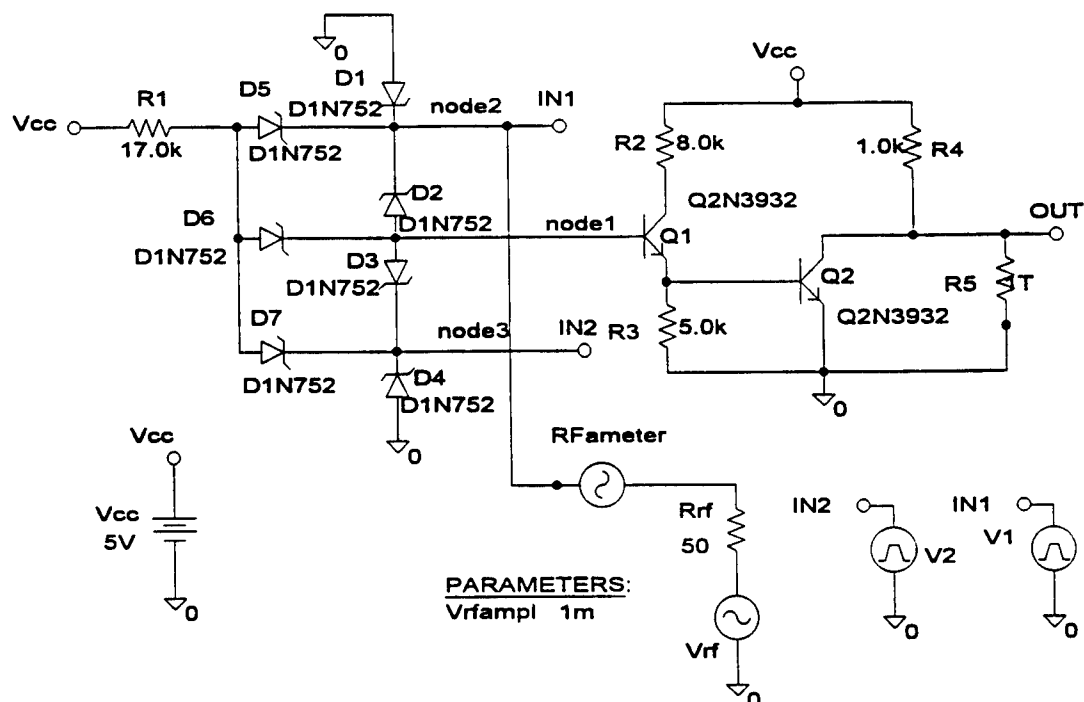 0
Vcc
D1
D5
R1
D1N752
node2
IN1
Vcc
17.0k
D1N752
R2
8.0k
1.0k
R4
D2
Q2N3932
D6
D1N752
node1
OUT
Q1
D1N752
D3
D1N752
Q2
R5
1T
D7
Q2N3932
node3
IN2
R3
5.0k
D1N752
D4
D1N752
0
0
Vcc
RFameter
Vcc
5V
Rrf
50
IN2
IN1
V2
V1
PARAMETERS:
Vrfampl 1m
0
Vrf
0
0
0